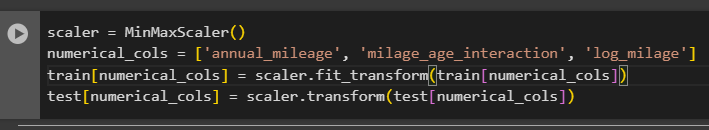 scaler = MinMaxScaler()
numerical_cols = ['annual_mileage', 'milage_age_interaction', 'log_milage']
train[numerical_cols] = scaler.fit_transform(train[numerical_cols])
test[numerical_cols] = scaler.transform(test[numerical_cols])